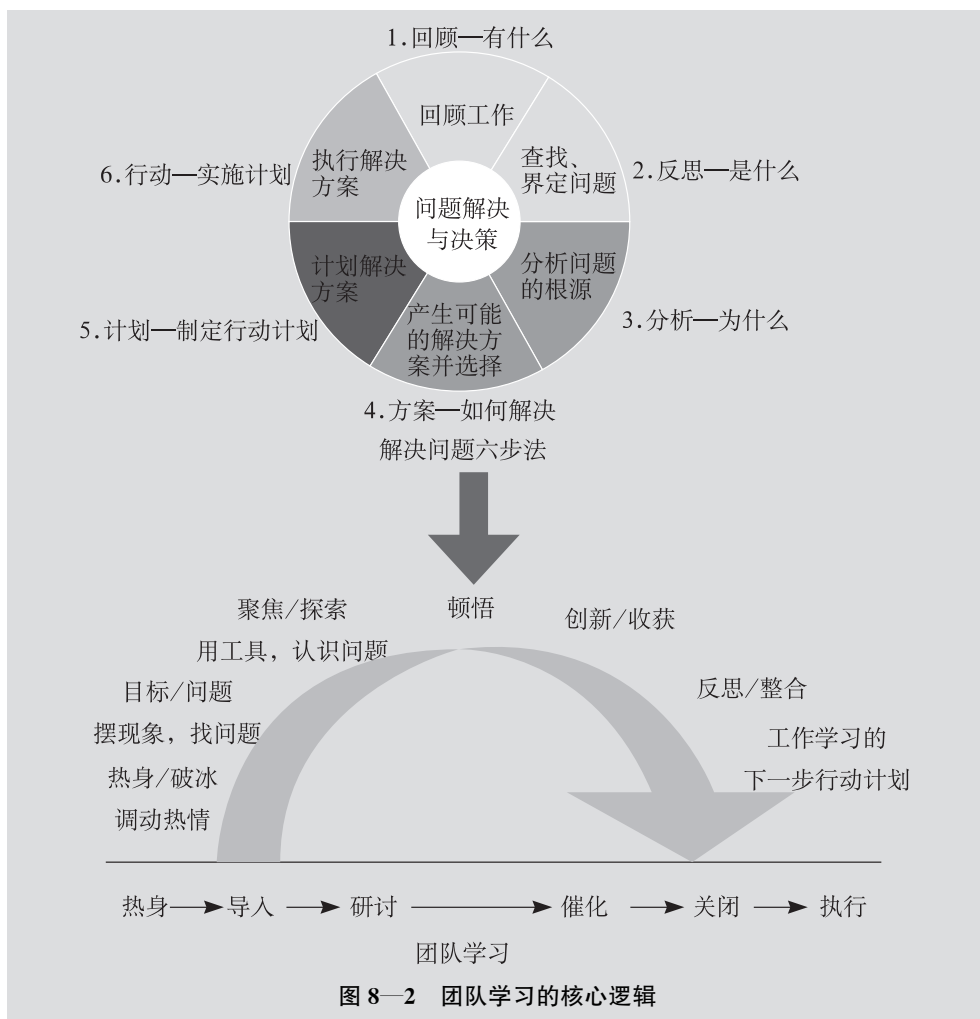 1.回顾—有什么
回顾工作
查找、
界定问题
2.反思—是什么
6.行动—实施计划
执行解决
方案
问题解决
与决策
分析问题
的根源
3.分析—为什么
计划解决
方案
5.计划—制定行动计划
产生可能
的解决方
案并选择
4.方案—如何解决
解决问题六步法
聚焦/探索
用工具，认识问题
顿悟
创新/收获
目标/问题
摆现象，找问题
反思/整合
热身/破冰
调动热情
工作学习的
下一步行动计划
热身 导入 研讨 催化 关闭 执行
团队学习
图 8—2 团队学习的核心逻辑